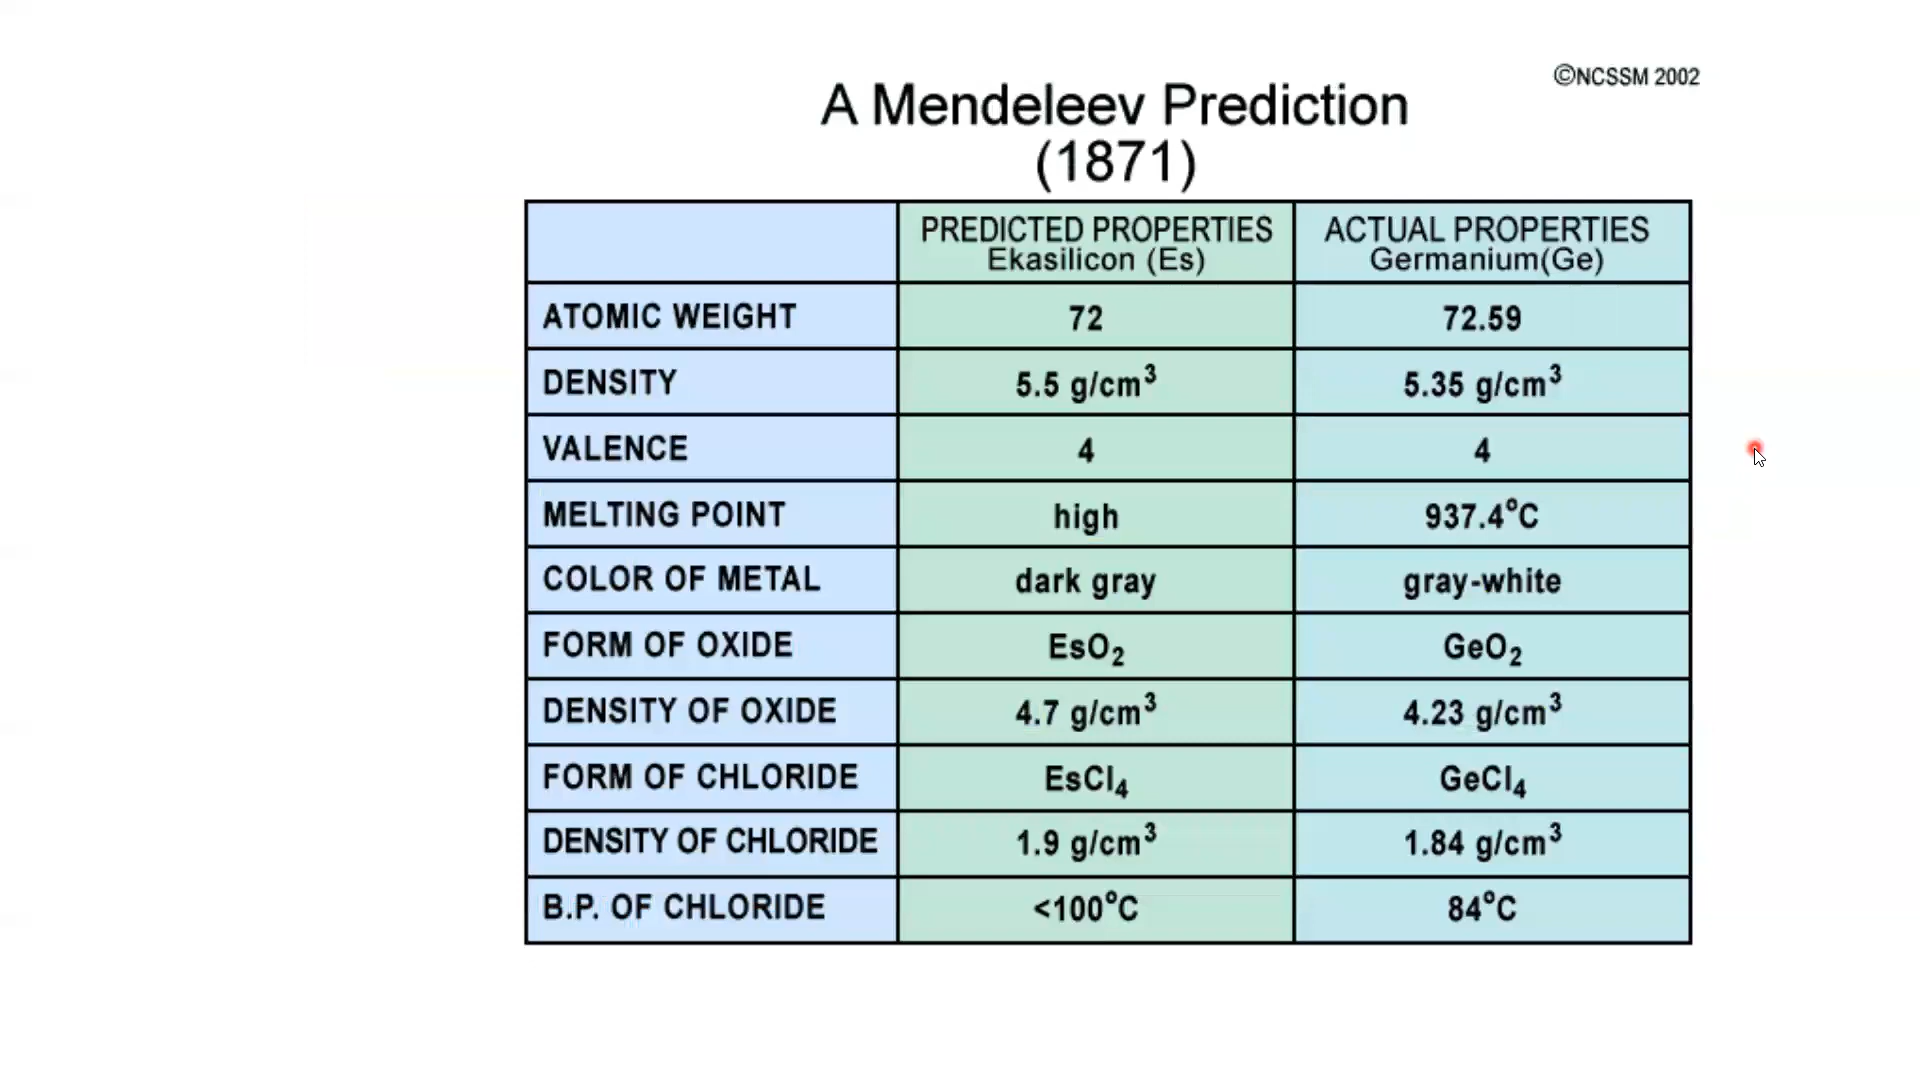 ©NCSSM 2002
A Mendeleev Prediction
(1871)
PREDICTED PROPERTIES ACTUAL PROPERTIES
Ekasilicon (Es) Germanium(Ge)
ATOMIC WEIGHT 72 72.59
DENSITY 5.5 g/cm³ 5.35 g/cm³
VALENCE 4 4
MELTING POINT high 937.4°C
COLOR OF METAL dark gray gray-white
FORM OF OXIDE EsO₂ GeO₂
DENSITY OF OXIDE 4.7 g/cm³ 4.23 g/cm³
FORM OF CHLORIDE EsCl₄ GeCl₄
DENSITY OF CHLORIDE 1.9 g/cm³ 1.84 g/cm³
B.P. OF CHLORIDE <100°C 84°C